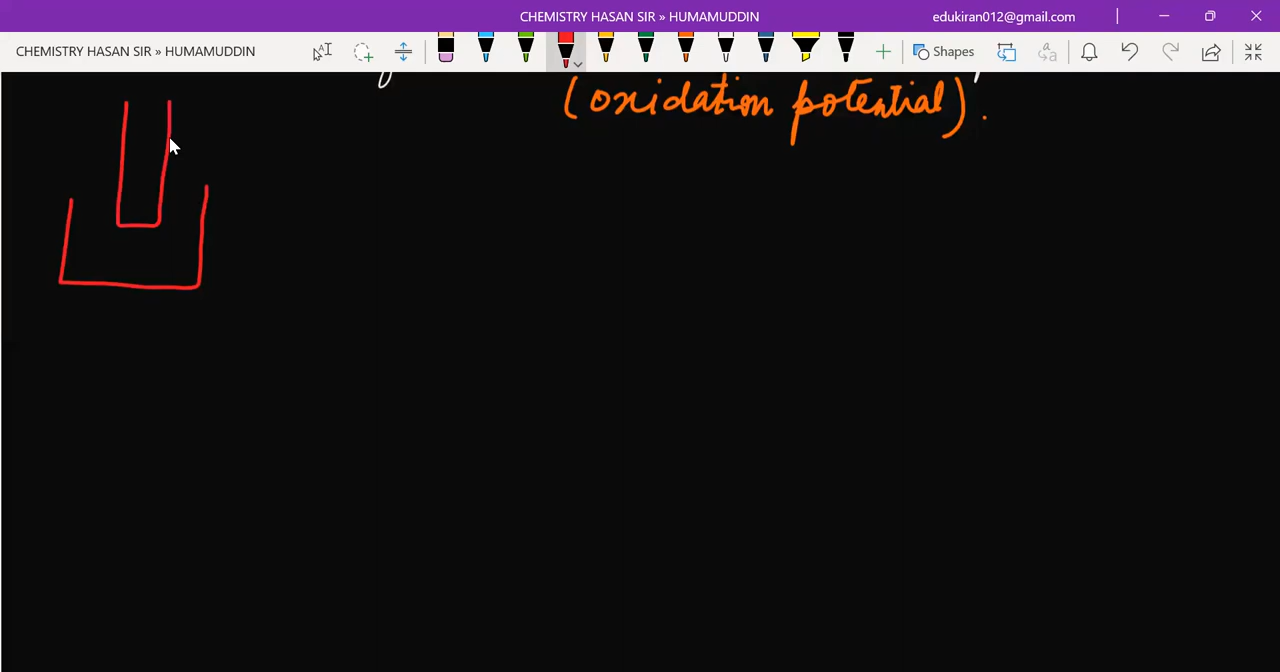 CHEMISTRY HASAN SIR » HUMAMUDDIN
edukiran012@gmail.com
CHEMISTRY HASAN SIR » HUMAMUDDIN
Shapes
(oxidation potential).